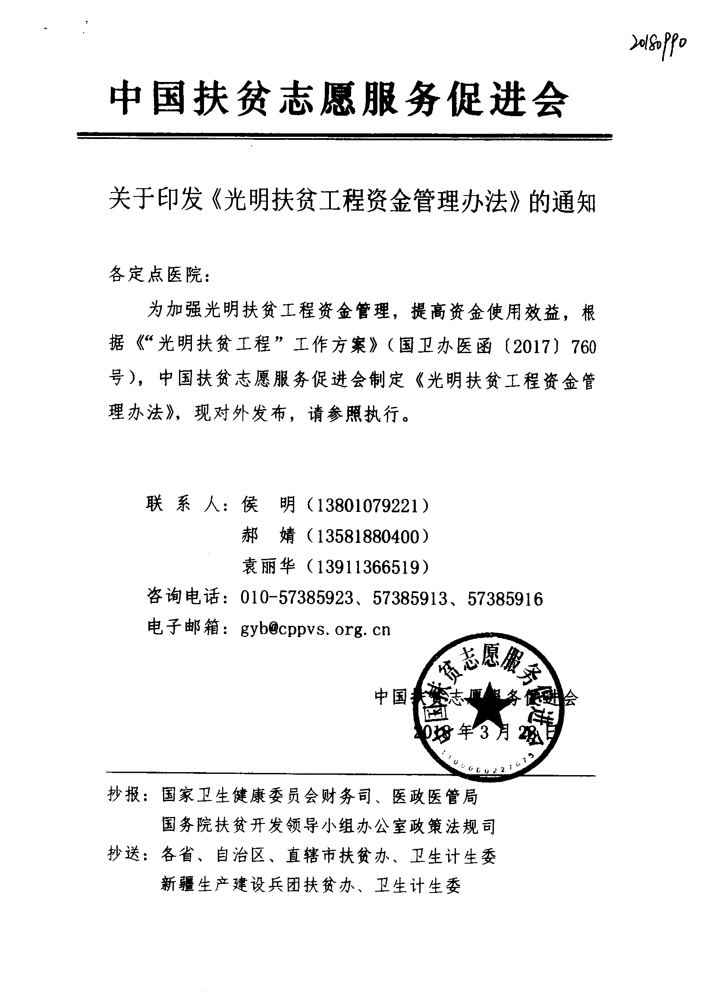 20180990
中国扶贫志愿服务促进会
关于印发《光明扶贫工程资金管理办法》的通知
各定点医院：
为加强光明扶贫工程资金管理，提高资金使用效益，根
据《“光明扶贫工程”工作方案》（国卫办医函〔2017〕760
号），中国扶贫志愿服务促进会制定《光明扶贫工程资金管
理办法》，现对外发布，请参照执行。
联 系 人：侯 明（13801079221）
郝 婧（13581880400）
袁丽华（13911366519）
咨询电话：010-57385923、57385913、57385916
电子邮箱：gyb@cppvs.org.cn
中国扶贫志愿服务促进会
中国扶贫志愿服务促进会
2018年3月28日
抄报：国家卫生健康委员会财务司、医政医管局
国务院扶贫开发领导小组办公室政策法规司
抄送：各省、自治区、直辖市扶贫办、卫生计生委
新疆生产建设兵团扶贫办、卫生计生委